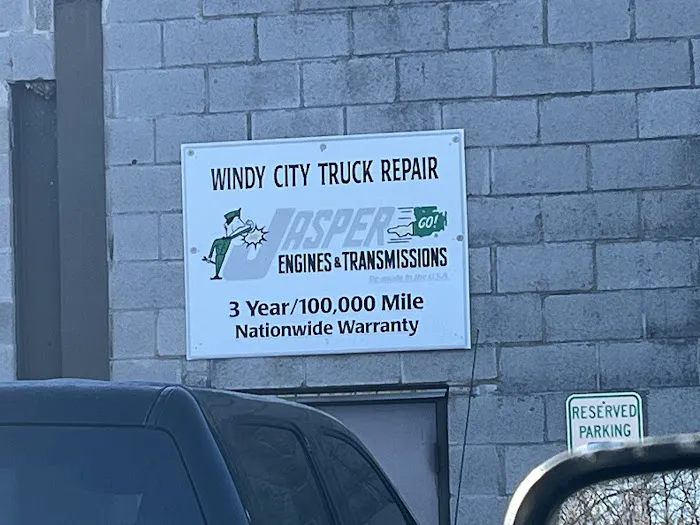 WINDY CITY TRUCK REPAIR
JASPER
GO!
ENGINES & TRANSMISSIONS
3 Year/100,000 Mile
Nationwide Warranty
RESERVED
PARKING